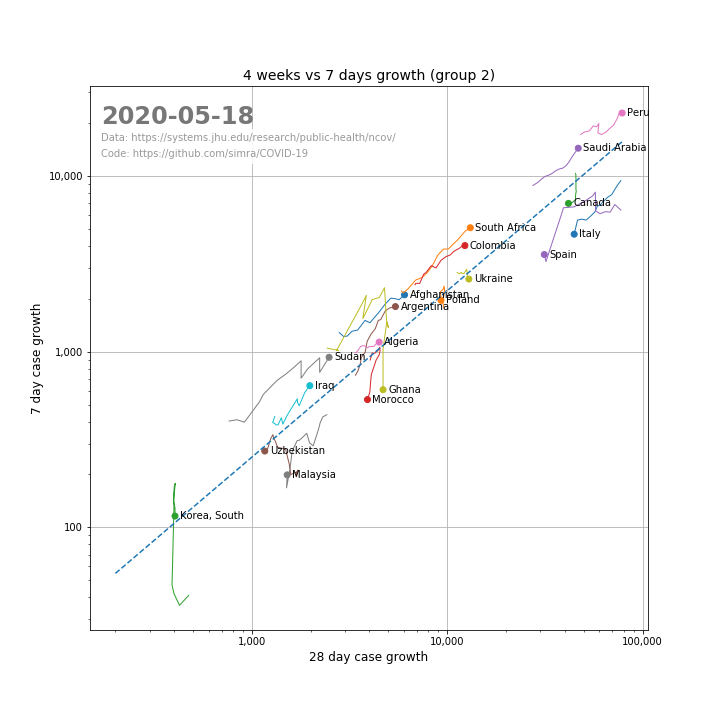 4 weeks vs 7 days growth (group 2)
2020-05-18
Data: https://systems.jhu.edu/research/public-health/ncov/
Code: https://github.com/simra/COVID-19
Peru
Saudi Arabia
10,000
Canada
South Africa
Italy
Colombia
Spain
Ukraine
Afghanistan
Poland
Argentina
Algeria
1,000
Sudan
Iraq
Ghana
Morocco
Uzbekistan
Malaysia
100
Korea, South
7 day case growth
1,000
10,000
100,000
28 day case growth